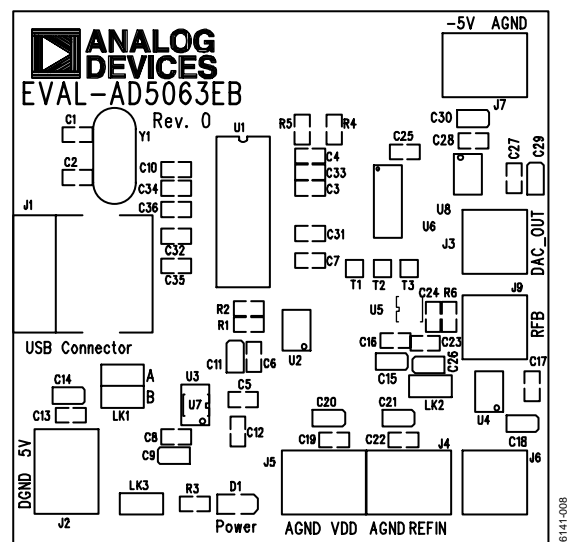 -5V AGND
ANALOG
DEVICES
EVAL-AD5063EB
Rev. 0
J7
C1
Y1
U1
R5
R4
C30
C25
C28
C27
C29
C2
C10
C4
C33
C34
C3
U8
C36
U6
J1
J3
DAC_OUT
C32
C31
C35
C7
T1
T2
T3
J9
R2
U5
C24
R6
R1
RFB
USB Connector
U2
C16
C23
C11
C6
C15
C26
C17
C14
A
B
U3
U7
C5
LK2
C13
LK1
C20
C21
U4
C8
C12
C18
C9
C19
C22
5V
DGND
J5
J4
J6
LK3
R3
D1
J2
Power
AGND VDD
AGND REFIN
6141-008